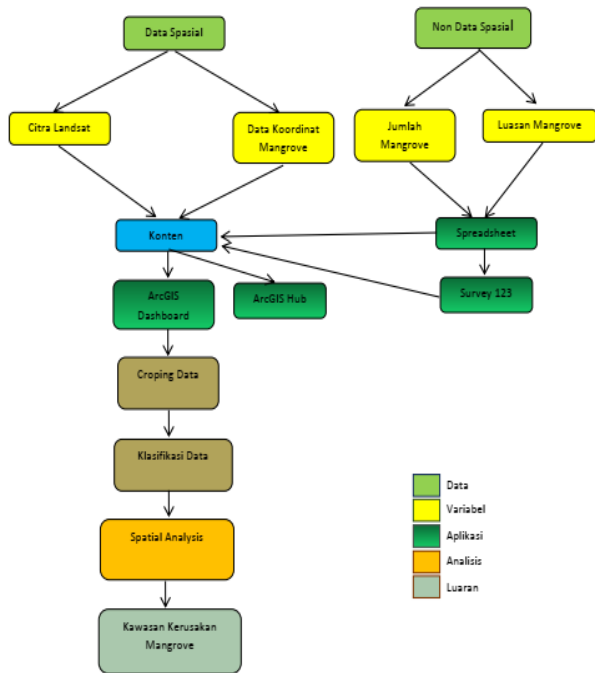 Data Spasial
Non Data Spasial
Citra Landsat
Data Koordinat
Mangrove
Jumlah
Mangrove
Luasan Mangrove
Konten
Spreadsheet
ArcGIS
Dashboard
ArcGIS Hub
Survey 123
Croping Data
Klasifikasi Data
Spatial Analysis
Kawasan Kerusakan
Mangrove
Data
Variabel
Aplikasi
Analisis
Luaran